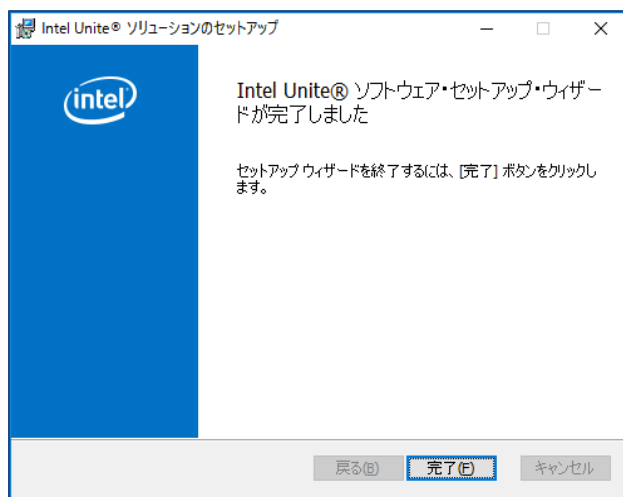 Intel Unite® ソリューションのセットアップ
intel
Intel Unite® ソフトウェア・セットアップ・ウィザー
ドが完了しました
セットアップ ウィザードを終了するには、[完了] ボタンをクリックし
ます。
戻る(B) 完了(F) キャンセル